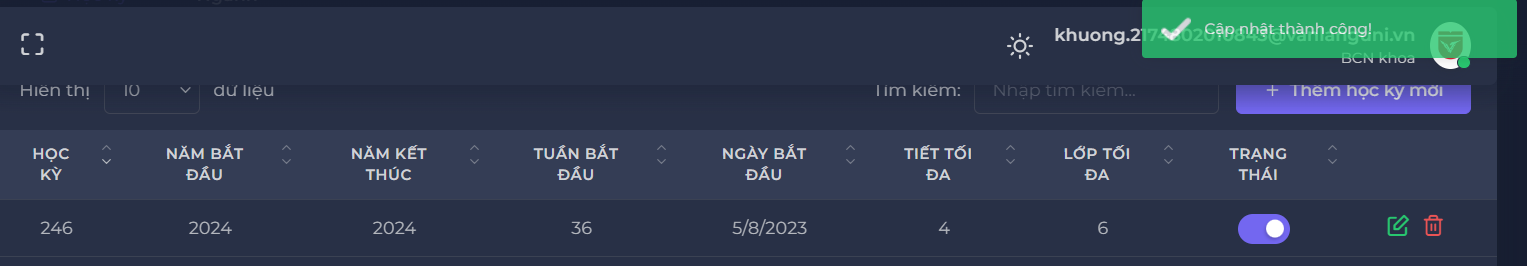 Cập nhật thành công!
khuong.2174802010843@vanlanguni.vn
BCN khoa
Hiển thị 10 dữ liệu
Tìm kiếm: Nhập tìm kiếm...
+ Thêm học kỳ mới
HỌC KỲ
NĂM BẮT ĐẦU
NĂM KẾT THÚC
TUẦN BẮT ĐẦU
NGÀY BẮT ĐẦU
TIẾT TỐI ĐA
LỚP TỐI ĐA
TRẠNG THÁI
246 2024 2024 36 5/8/2023 4 6